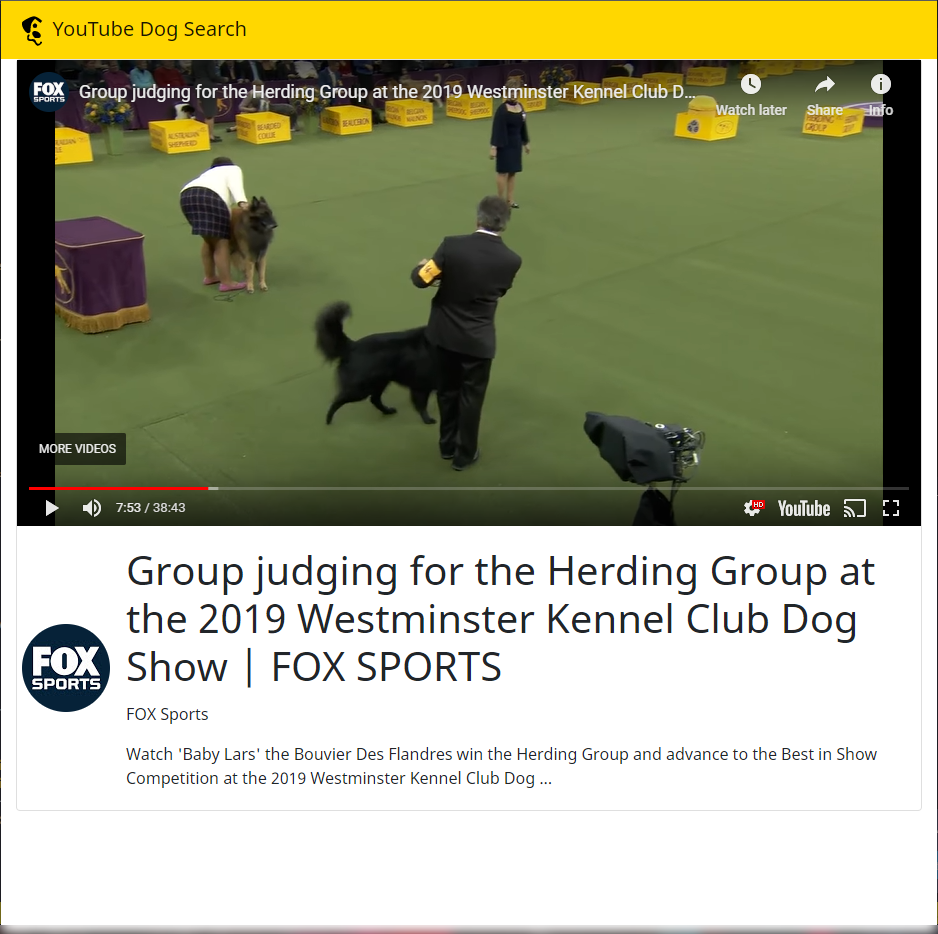 YouTube Dog Search
FOX
SPORTS
Group judging for the Herding Group at the 2019 Westminster Kennel Club D...
Watch later
Share
Info
AUSTRALIAN
SHEPHERD
BEARDED
COLLIE
BEAUCERON
BELGIAN
MALINOIS
BELGIAN
SHEEPDOG
BELGIAN
HERDING
GROUP
MORE VIDEOS
7:53 / 38:43
HD
YouTube
Group judging for the Herding Group at
the 2019 Westminster Kennel Club Dog
Show | FOX SPORTS
FOX
SPORTS
FOX Sports
Watch 'Baby Lars' the Bouvier Des Flandres win the Herding Group and advance to the Best in Show
Competition at the 2019 Westminster Kennel Club Dog ...